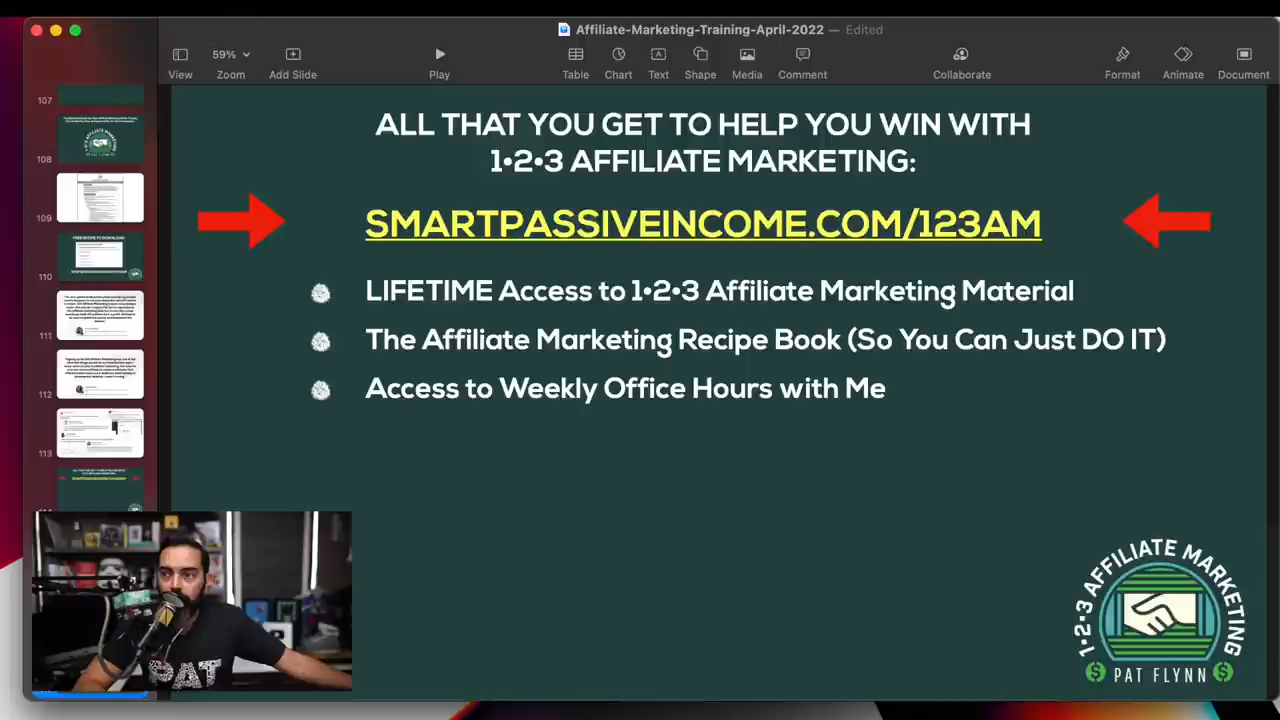 Affiliate-Marketing-Training-April-2022 — Edited
59%
View
Zoom
Add Slide
Play
Table
Chart
Text
Shape
Media
Comment
Collaborate
Format
Animate
Document
107
108
109
110
111
112
113
ALL THAT YOU GET TO HELP YOU WIN WITH
1•2•3 AFFILIATE MARKETING:
SMARTPASSIVEINCOME.COM/123AM
LIFETIME Access to 1•2•3 Affiliate Marketing Material
The Affiliate Marketing Recipe Book (So You Can Just DO IT)
Access to Weekly Office Hours with Me
1•2•3 AFFILIATE MARKETING
PAT FLYNN